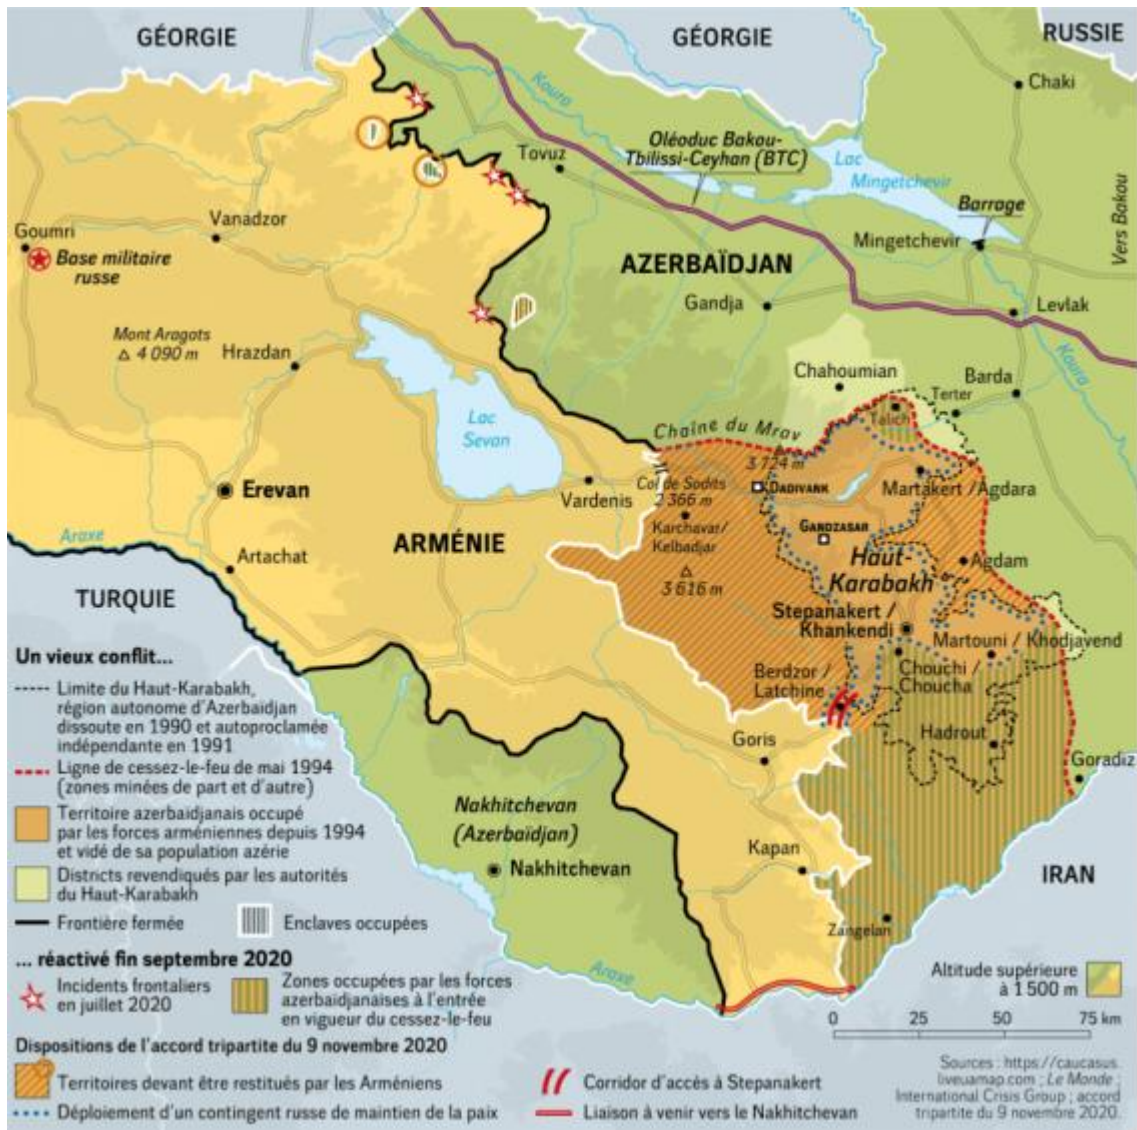 GÉORGIE
GÉORGIE
RUSSIE
Chaki
Koura
Oléoduc Bakou-
Tbilissi-Ceyhan (BTC)
Tovuz
Lac
Mingetchevir
Vers Bakou
Barrage
Vanadzor
Goumri
Base militaire
russe
Mingetchevir
AZERBAÏDJAN
Gandja
Levlak
Mont Aragats
4 090 m
Hrazdan
Koura
Chahoumian
Barda
Terter
Talich
Lac
Sevan
Chaîne du Mrav
3 724 m
Col de Sodits
2 366 m
DADIVANK
Martakert / Agdara
Erevan
Vardenis
Karchavar/
Kelbadjar
GANDZASAR
Araxe
ARMÉNIE
Artachat
Haut-
Karabakh
Agdam
3 616 m
TURQUIE
Stepanakert /
Khankendi
Martouni / Khodjavend
Berdzor /
Latchine
Chouchi /
Choucha
Goris
Hadrout
Goradiz
Nakhitchevan
(Azerbaïdjan)
Nakhitchevan
Kapan
IRAN
Zangelan
Araxe
Un vieux conflit...
Limite du Haut-Karabakh,
région autonome d'Azerbaïdjan
dissoute en 1990 et autoproclamée
indépendante en 1991
Ligne de cessez-le-feu de mai 1994
(zones minées de part et d'autre)
Territoire azerbaïdjanais occupé
par les forces arméniennes depuis 1994
et vidé de sa population azérie
Districts revendiqués par les autorités
du Haut-Karabakh
Frontière fermée
Enclaves occupées
... réactivé fin septembre 2020
Incidents frontaliers
en juillet 2020
Zones occupées par les forces
azerbaïdjanaises à l'entrée
en vigueur du cessez-le-feu
Dispositions de l'accord tripartite du 9 novembre 2020
Territoires devant être restitués par les Arméniens
Déploiement d'un contingent russe de maintien de la paix
Corridor d'accès à Stepanakert
Liaison à venir vers le Nakhitchevan
Altitude supérieure
à 1 500 m
0 25 50 75 km
Sources : https://caucasus.
liveuamap.com ; Le Monde ;
International Crisis Group ; accord
tripartite du 9 novembre 2020.